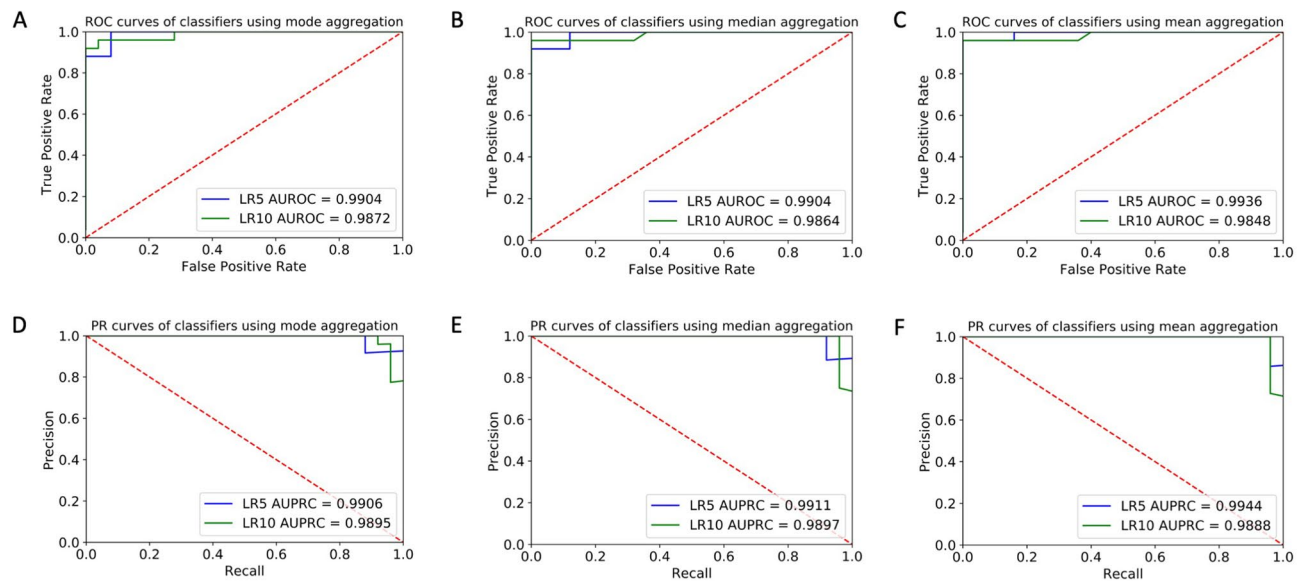 A
ROC curves of classifiers using mode aggregation
1.0
0.8
0.6
0.4
0.2
0.0
True Positive Rate
LR5 AUROC = 0.9904
LR10 AUROC = 0.9872
0.0 0.2 0.4 0.6 0.8 1.0
False Positive Rate
B
ROC curves of classifiers using median aggregation
1.0
0.8
0.6
0.4
0.2
0.0
True Positive Rate
LR5 AUROC = 0.9904
LR10 AUROC = 0.9864
0.0 0.2 0.4 0.6 0.8 1.0
False Positive Rate
C
ROC curves of classifiers using mean aggregation
1.0
0.8
0.6
0.4
0.2
0.0
True Positive Rate
LR5 AUROC = 0.9936
LR10 AUROC = 0.9848
0.0 0.2 0.4 0.6 0.8 1.0
False Positive Rate
D
PR curves of classifiers using mode aggregation
1.0
0.8
0.6
0.4
0.2
0.0
Precision
LR5 AUPRC = 0.9906
LR10 AUPRC = 0.9895
0.0 0.2 0.4 0.6 0.8 1.0
Recall
E
PR curves of classifiers using median aggregation
1.0
0.8
0.6
0.4
0.2
0.0
Precision
LR5 AUPRC = 0.9911
LR10 AUPRC = 0.9897
0.0 0.2 0.4 0.6 0.8 1.0
Recall
F
PR curves of classifiers using mean aggregation
1.0
0.8
0.6
0.4
0.2
0.0
Precision
LR5 AUPRC = 0.9944
LR10 AUPRC = 0.9888
0.0 0.2 0.4 0.6 0.8 1.0
Recall